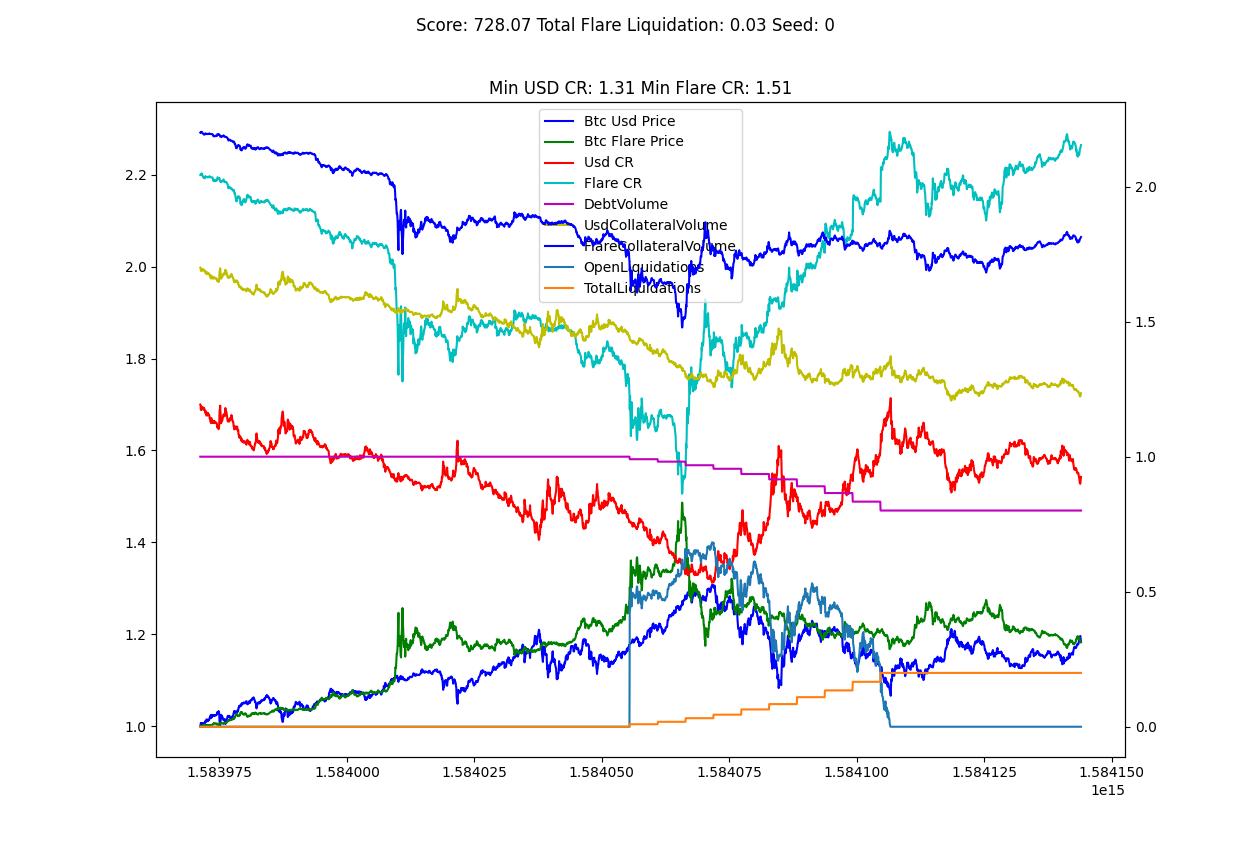 Score: 728.07 Total Flare Liquidation: 0.03 Seed: 0
Min USD CR: 1.31 Min Flare CR: 1.51
Btc Usd Price
Btc Flare Price
Usd CR
Flare CR
DebtVolume
UsdCollateralVolume
FlareCollateralVolume
OpenLiquidations
TotalLiquidations
2.2
2.0
1.8
1.6
1.4
1.2
1.0
2.0
1.5
1.0
0.5
0.0
1.583975 1.584000 1.584025 1.584050 1.584075 1.584100 1.584125 1.584150
1e15